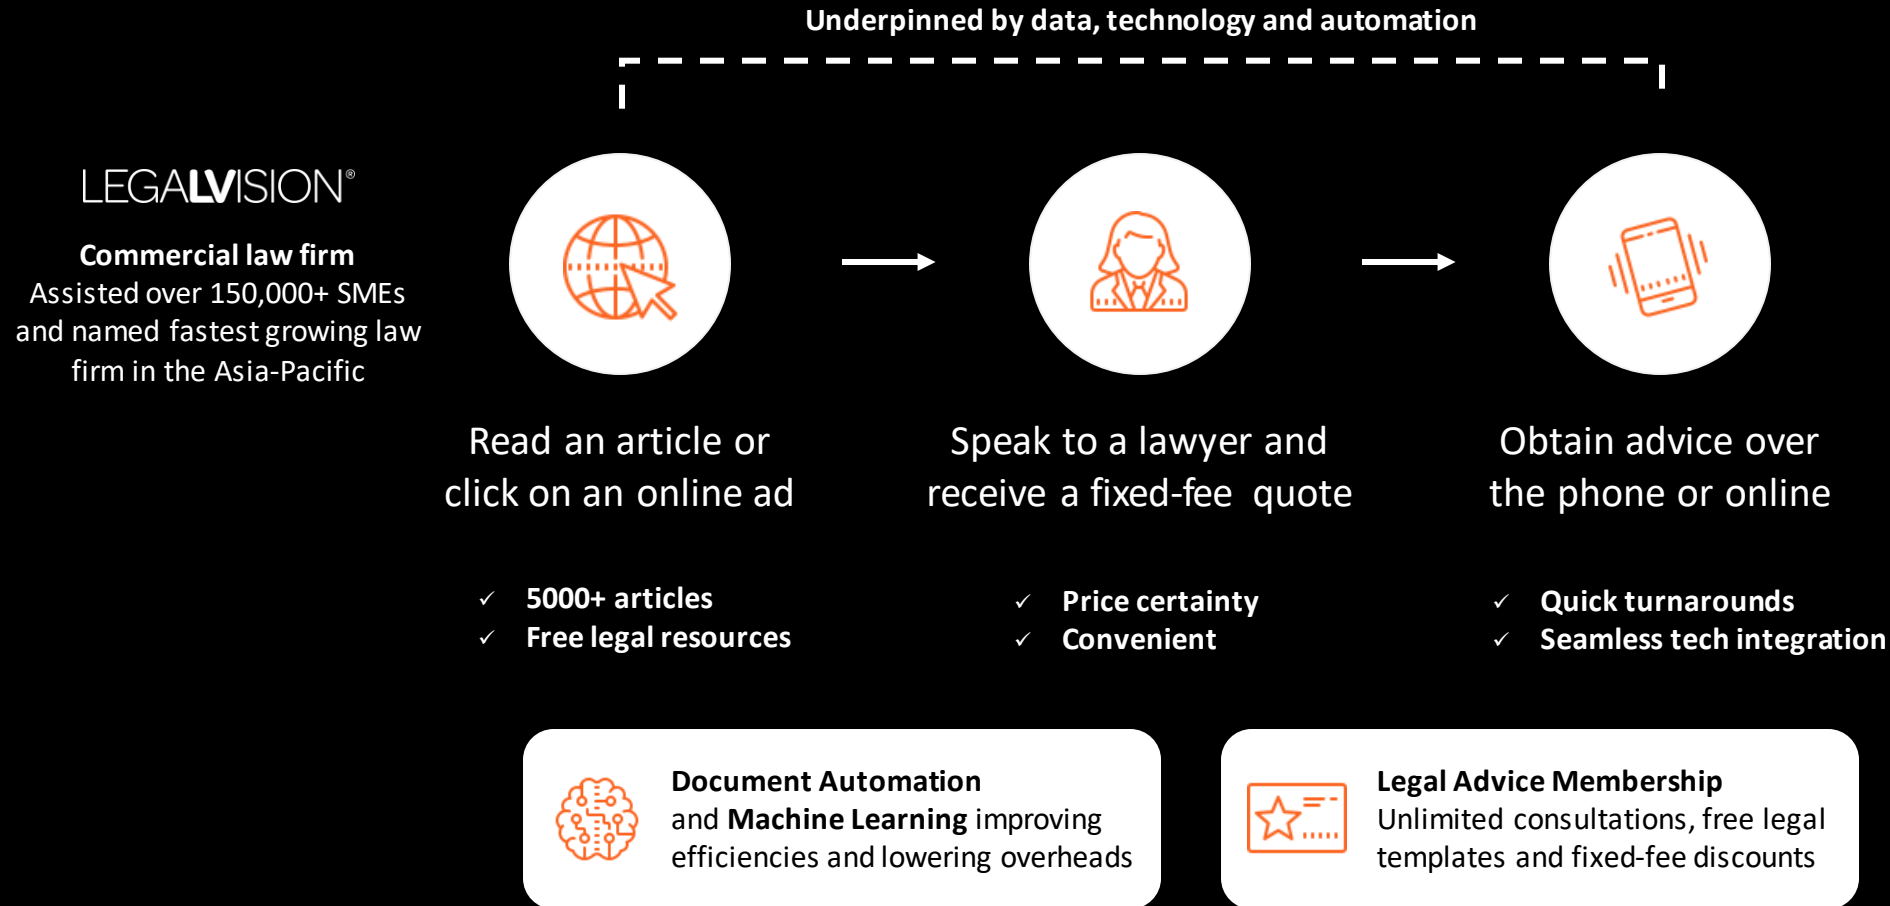 Underpinned by data, technology and automation
LEGALVISION®
Commercial law firm
Assisted over 150,000+ SMEs
and named fastest growing law
firm in the Asia-Pacific
Read an article or
click on an online ad
✓ 5000+ articles
✓ Free legal resources
Speak to a lawyer and
receive a fixed-fee quote
✓ Price certainty
✓ Convenient
Obtain advice over
the phone or online
✓ Quick turnarounds
✓ Seamless tech integration
Document Automation
and Machine Learning improving
efficiencies and lowering overheads
Legal Advice Membership
Unlimited consultations, free legal
templates and fixed-fee discounts